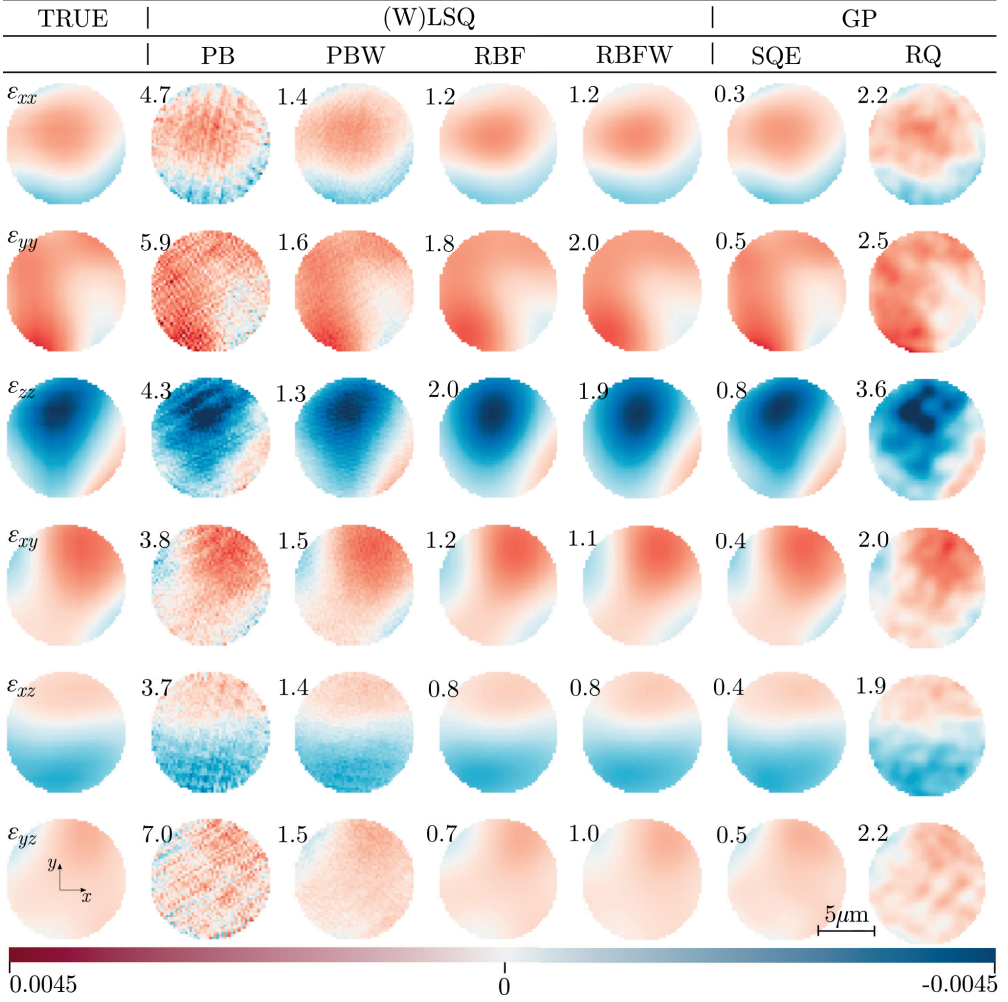 TRUE | (W)LSQ | GP
| PB PBW RBF RBFW | SQE RQ
εxx 4.7 1.4 1.2 1.2 0.3 2.2
εyy 5.9 1.6 1.8 2.0 0.5 2.5
εzz 4.3 1.3 2.0 1.9 0.8 3.6
εxy 3.8 1.5 1.2 1.1 0.4 2.0
εxz 3.7 1.4 0.8 0.8 0.4 1.9
εyz 7.0 1.5 0.7 1.0 0.5 2.2
y
x
5μm
0.0045 0 -0.0045